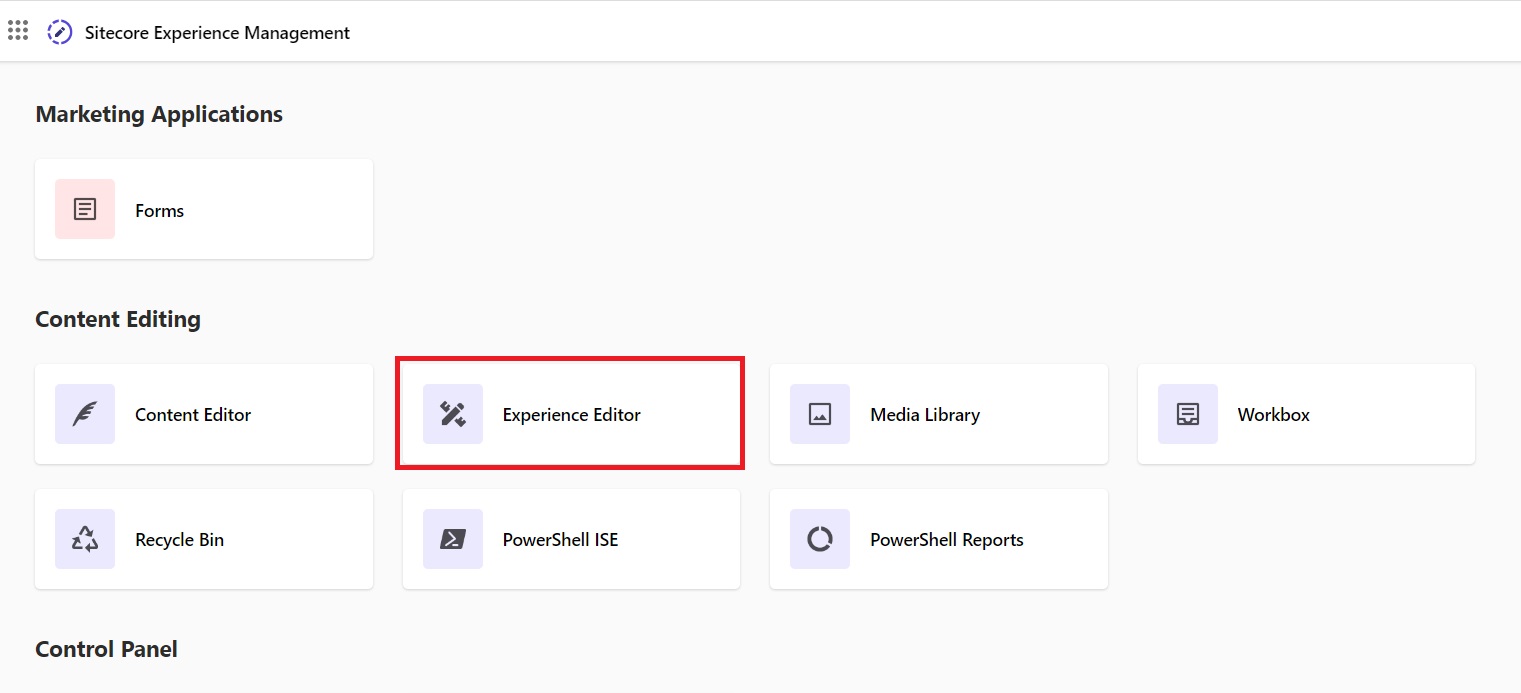 Sitecore Experience Management
Marketing Applications
Forms
Content Editing
Content Editor
Experience Editor
Media Library
Workbox
Recycle Bin
PowerShell ISE
PowerShell Reports
Control Panel